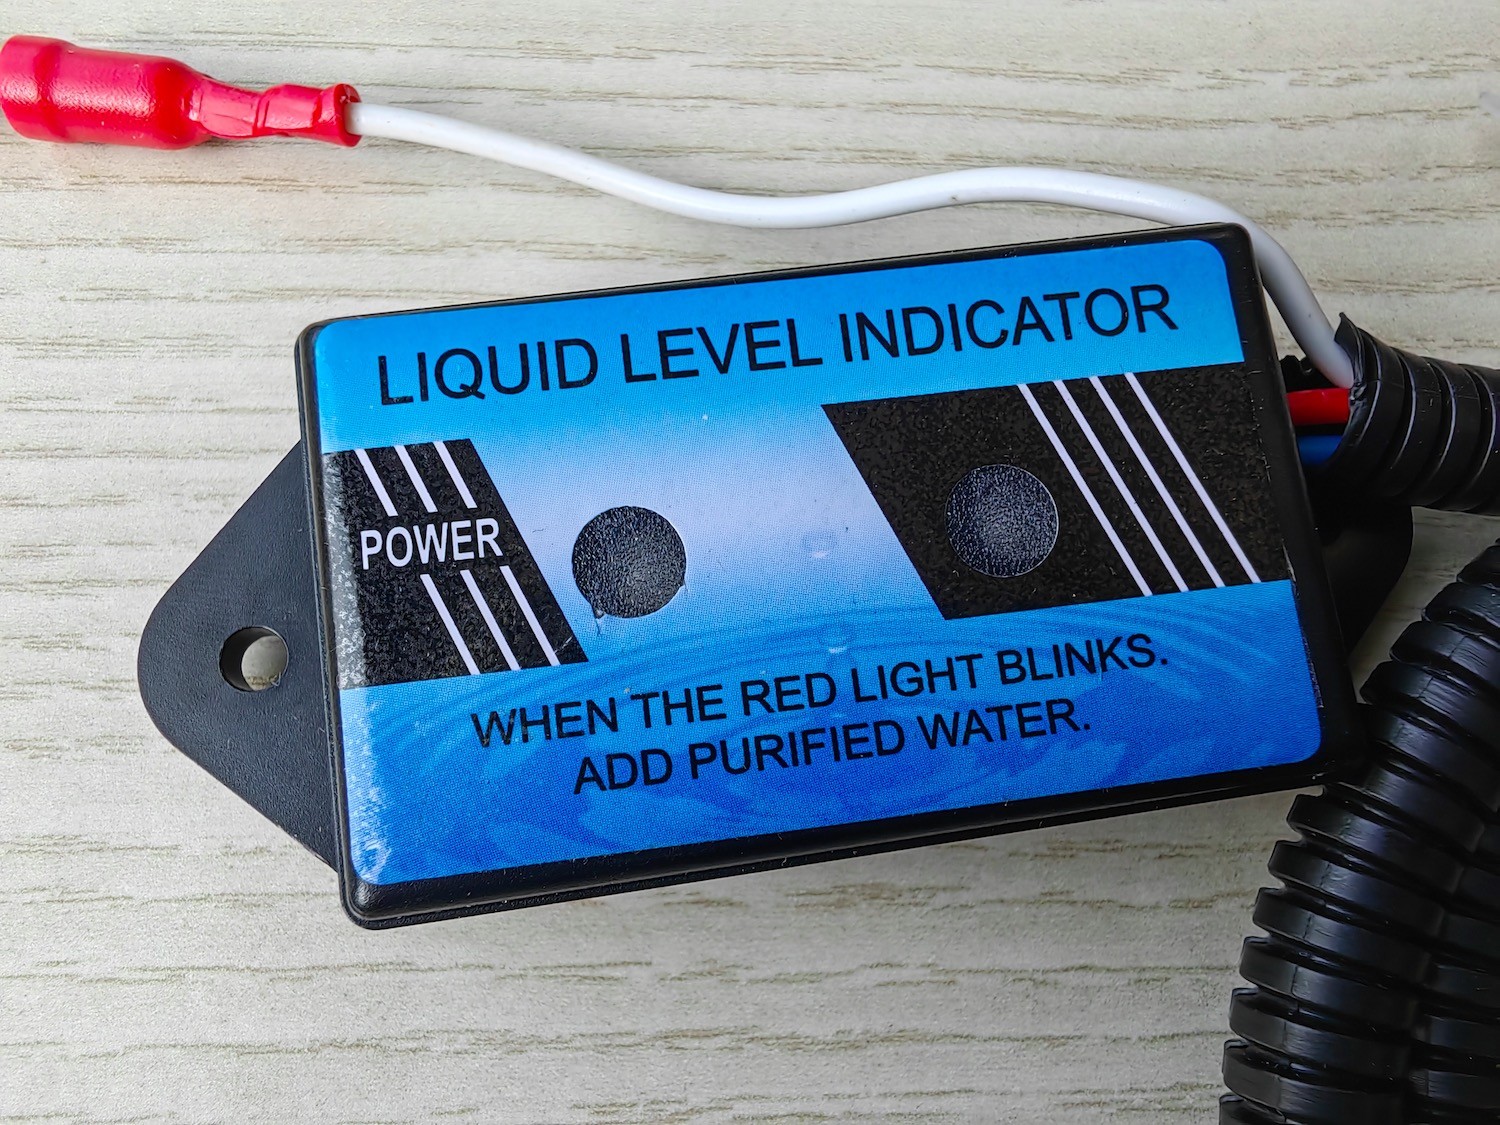 LIQUID LEVEL INDICATOR
POWER
WHEN THE RED LIGHT BLINKS.
ADD PURIFIED WATER.